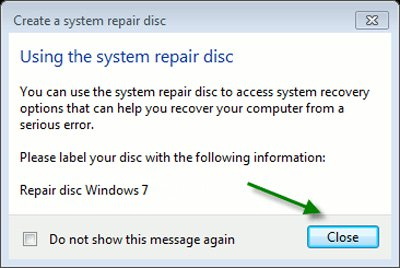 Create a system repair disc
Using the system repair disc
You can use the system repair disc to access system recovery
options that can help you recover your computer from a
serious error.
Please label your disc with the following information:
Repair disc Windows 7
Do not show this message again
Close